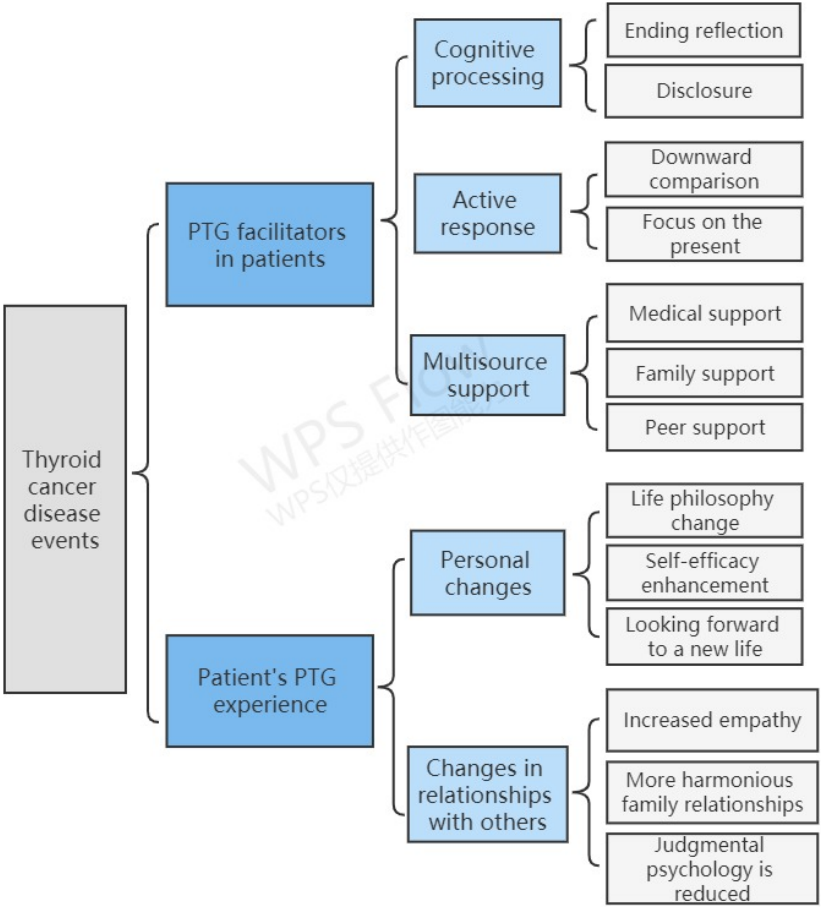 Thyroid
cancer
disease
events
PTG facilitators
in patients
Cognitive
processing
Ending reflection
Disclosure
Active
response
Downward
comparison
Focus on the
present
Multisource
support
Medical support
Family support
Peer support
Patient's PTG
experience
Personal
changes
Life philosophy
change
Self-efficacy
enhancement
Looking forward
to a new life
Changes in
relationships
with others
Increased empathy
More harmonious
family relationships
Judgmental
psychology is
reduced
WPS Flow
WPS仅提供作图能力